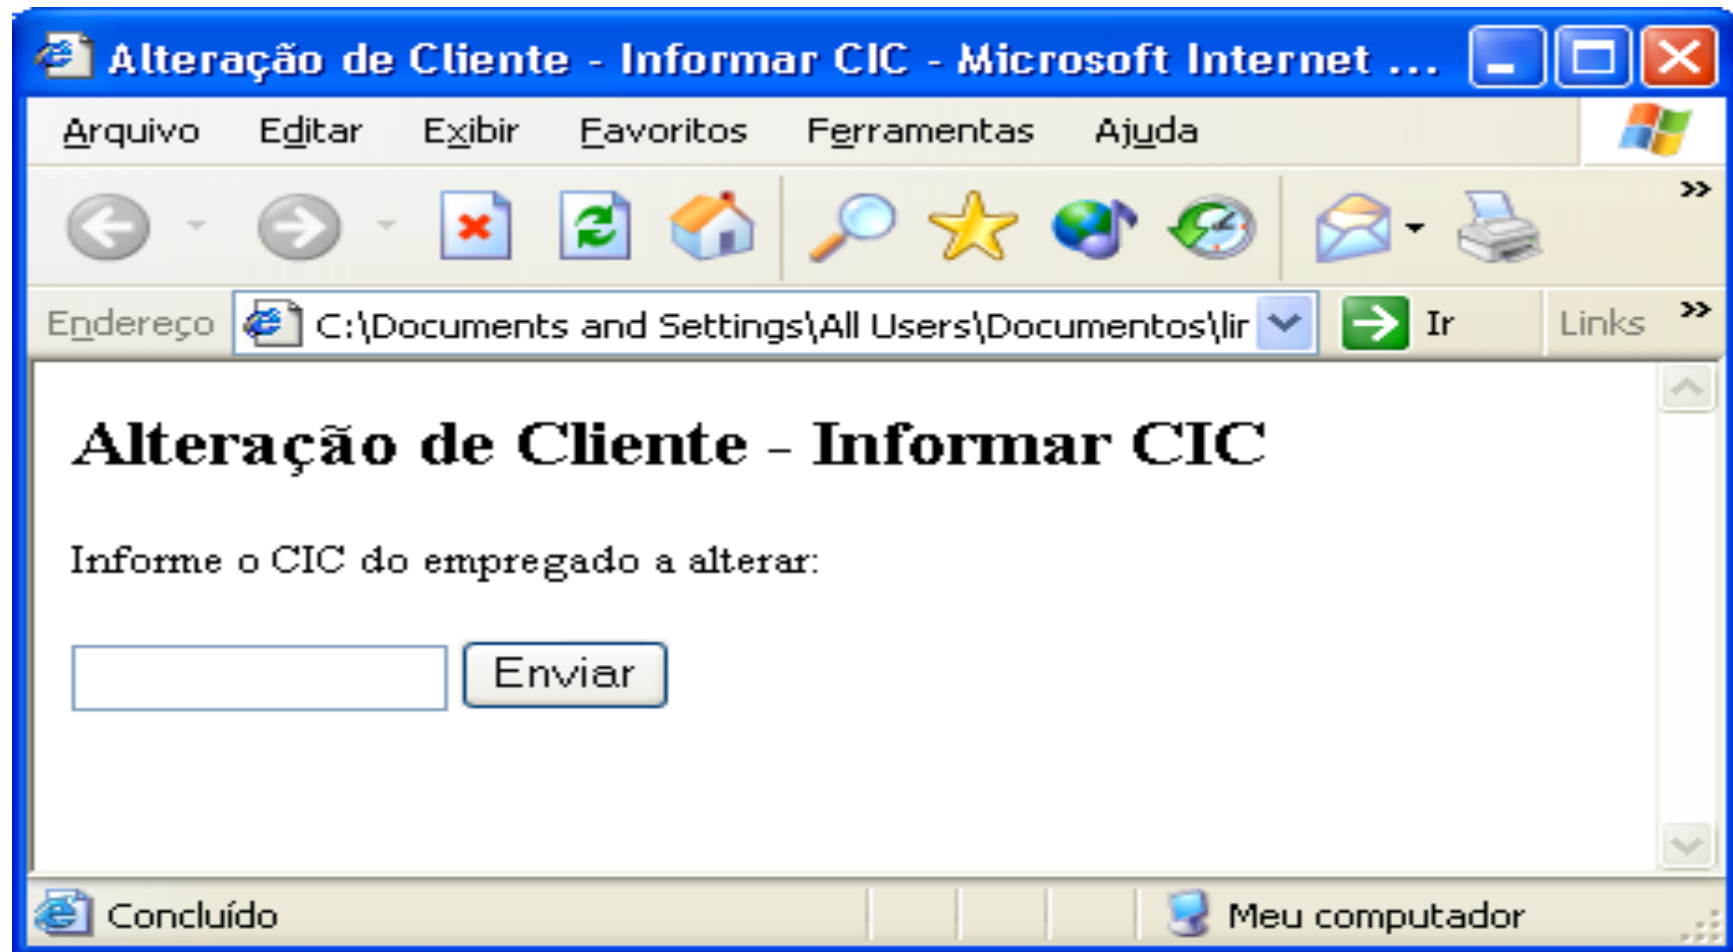 Alteração de Cliente - Informar CIC - Microsoft Internet ...
Arquivo Editar Exibir Favoritos Ferramentas Ajuda
»
Endereço C:\Documents and Settings\All Users\Documentos\lir Ir Links »
Alteração de Cliente - Informar CIC
Informe o CIC do empregado a alterar:
Enviar
Concluído Meu computador